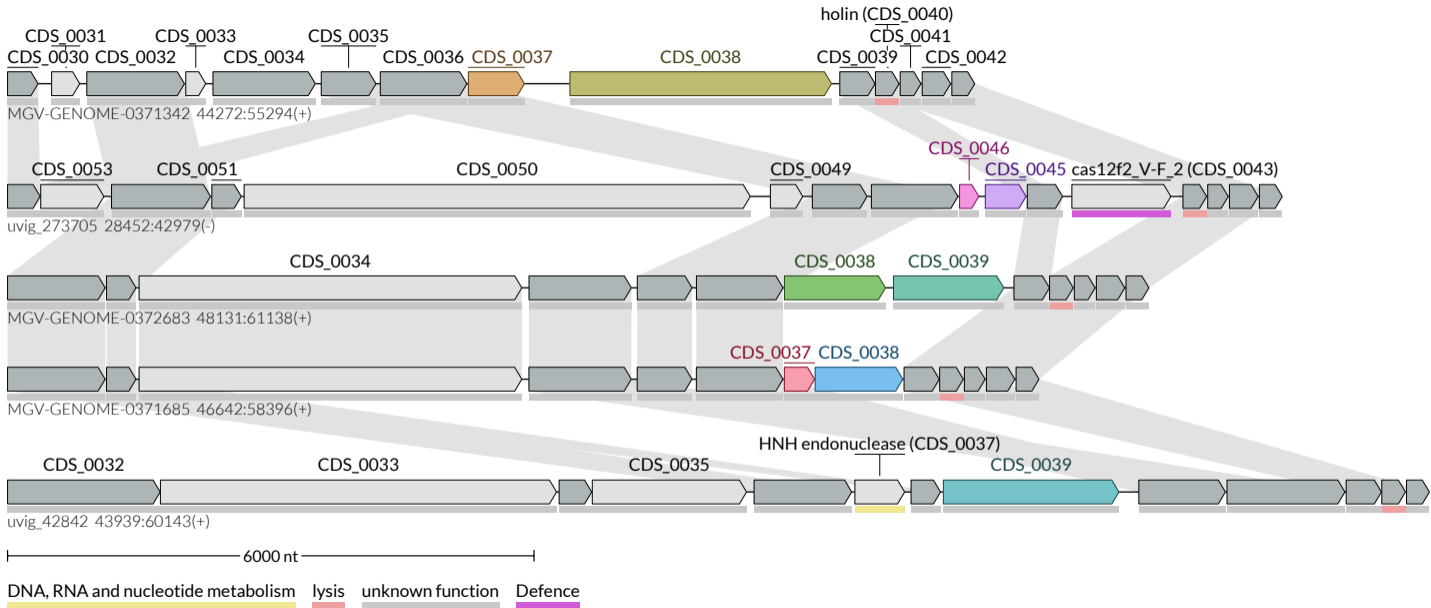 holin (CDS_0040)
CDS_0031 CDS_0033 CDS_0035 CDS_0041
CDS_0030 CDS_0032 CDS_0034 CDS_0036 CDS_0037 CDS_0038 CDS_0039 CDS_0042
MGV-GENOME-0371342 44272:55294(+)
CDS_0046
CDS_0053 CDS_0051 CDS_0050 CDS_0049 CDS_0045 cas12f2_V-F_2 (CDS_0043)
uvig_273705 28452:42979(-)
CDS_0034 CDS_0038 CDS_0039
MGV-GENOME-0372683 48131:61138(+)
CDS_0037 CDS_0038
MGV-GENOME-0371685 46642:58396(+)
HNH endonuclease (CDS_0037)
CDS_0032 CDS_0033 CDS_0035 CDS_0039
uvig_42842 43939:60143(+)
6000 nt
DNA, RNA and nucleotide metabolism lysis unknown function Defence